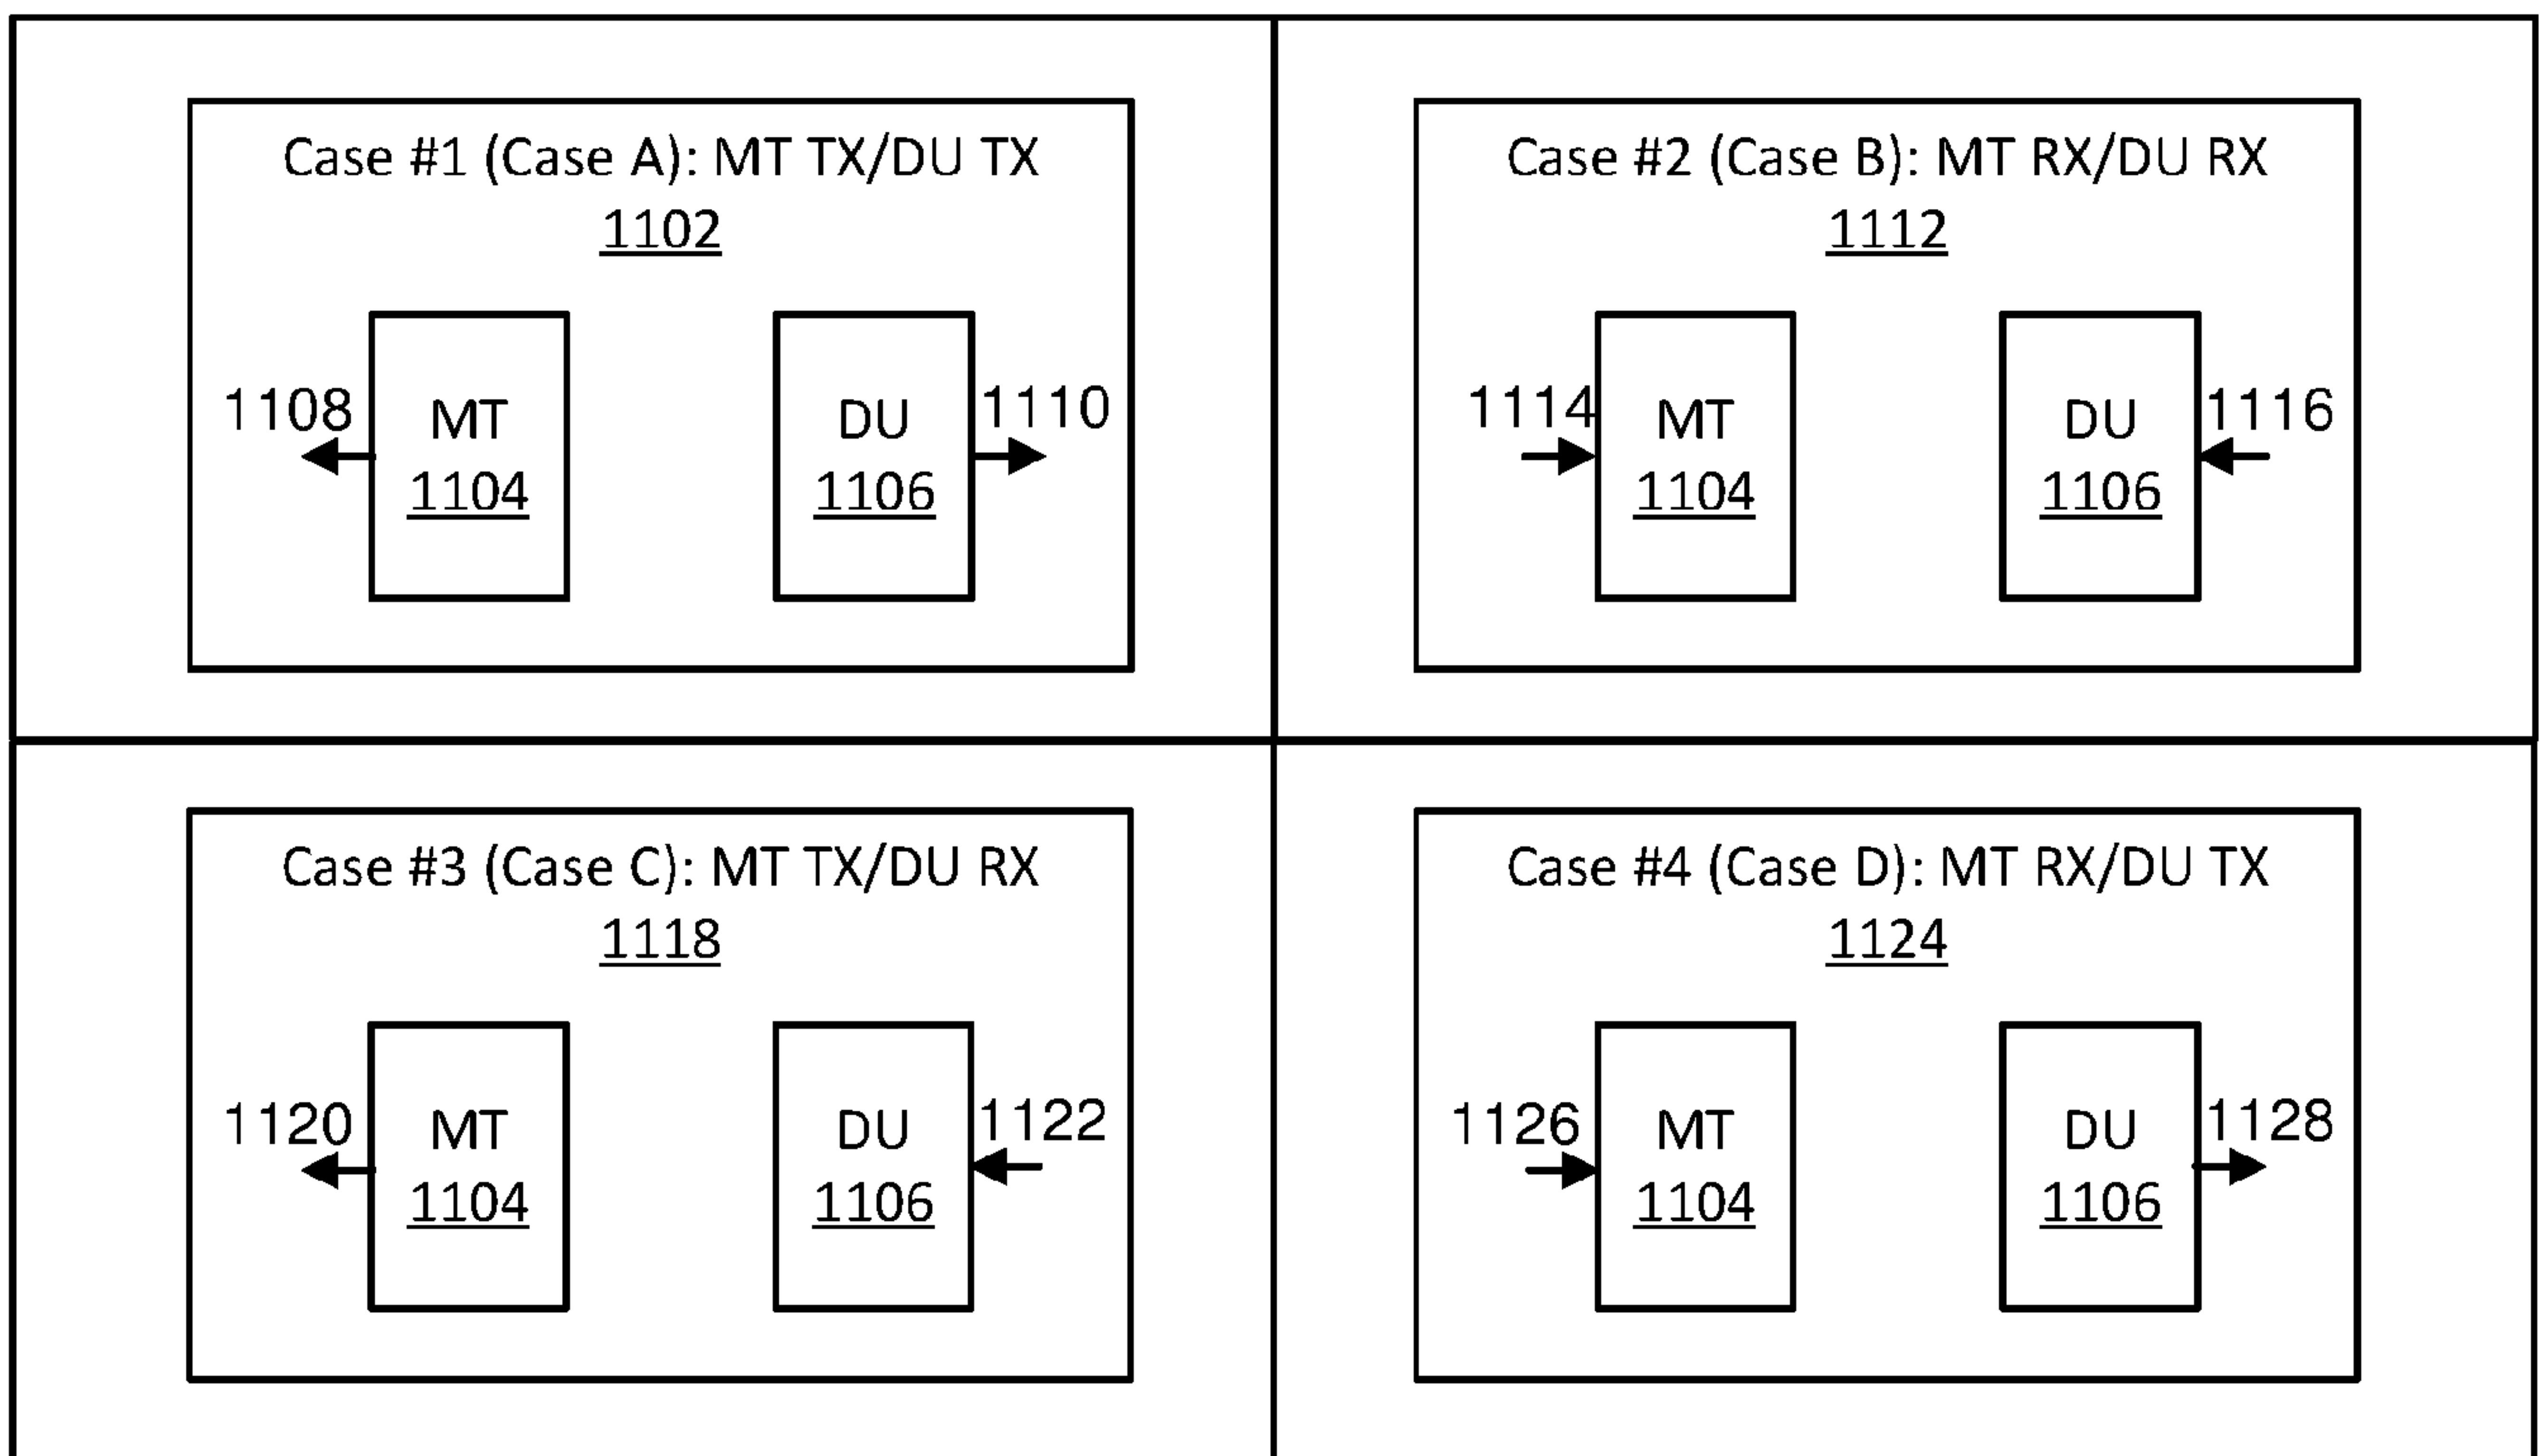 Case #1 (Case A): MT TX/DU TX
1102
1108
MT
1104
DU
1106
1110
Case #2 (Case B): MT RX/DU RX
1112
1114
MT
1104
DU
1106
1116
Case #3 (Case C): MT TX/DU RX
1118
1120
MT
1104
DU
1106
1122
Case #4 (Case D): MT RX/DU TX
1124
1126
MT
1104
DU
1106
1128